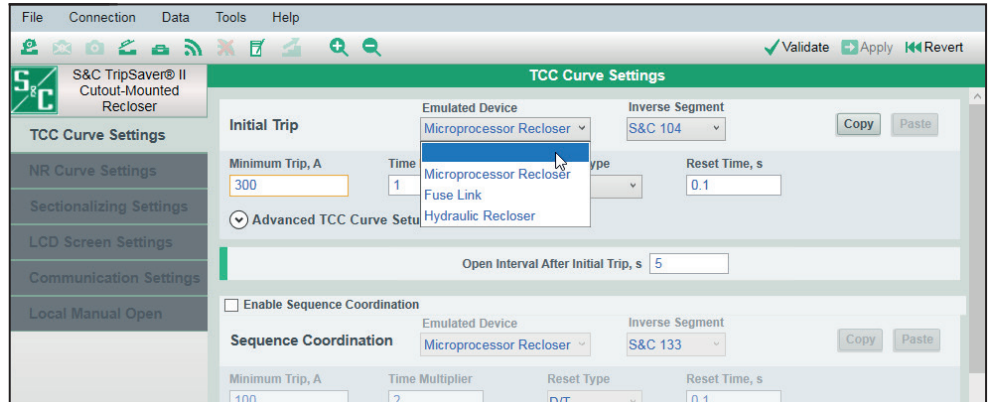 File Connection Data Tools Help
Validate Apply Revert
S&C
S&C TripSaver® II
Cutout-Mounted
Recloser
TCC Curve Settings
NR Curve Settings
Sectionalizing Settings
LCD Screen Settings
Communication Settings
Local Manual Open
TCC Curve Settings
Emulated Device Inverse Segment
Initial Trip Microprocessor Recloser S&C 104 Copy Paste
Minimum Trip, A Time ype Reset Time, s
300 1 0.1
Microprocessor Recloser
Fuse Link
Hydraulic Recloser
Advanced TCC Curve Setu
Open Interval After Initial Trip, s 5
Enable Sequence Coordination
Emulated Device Inverse Segment
Sequence Coordination Microprocessor Recloser S&C 133 Copy Paste
Minimum Trip, A Time Multiplier Reset Type Reset Time, s
100 2 D/T 0.1